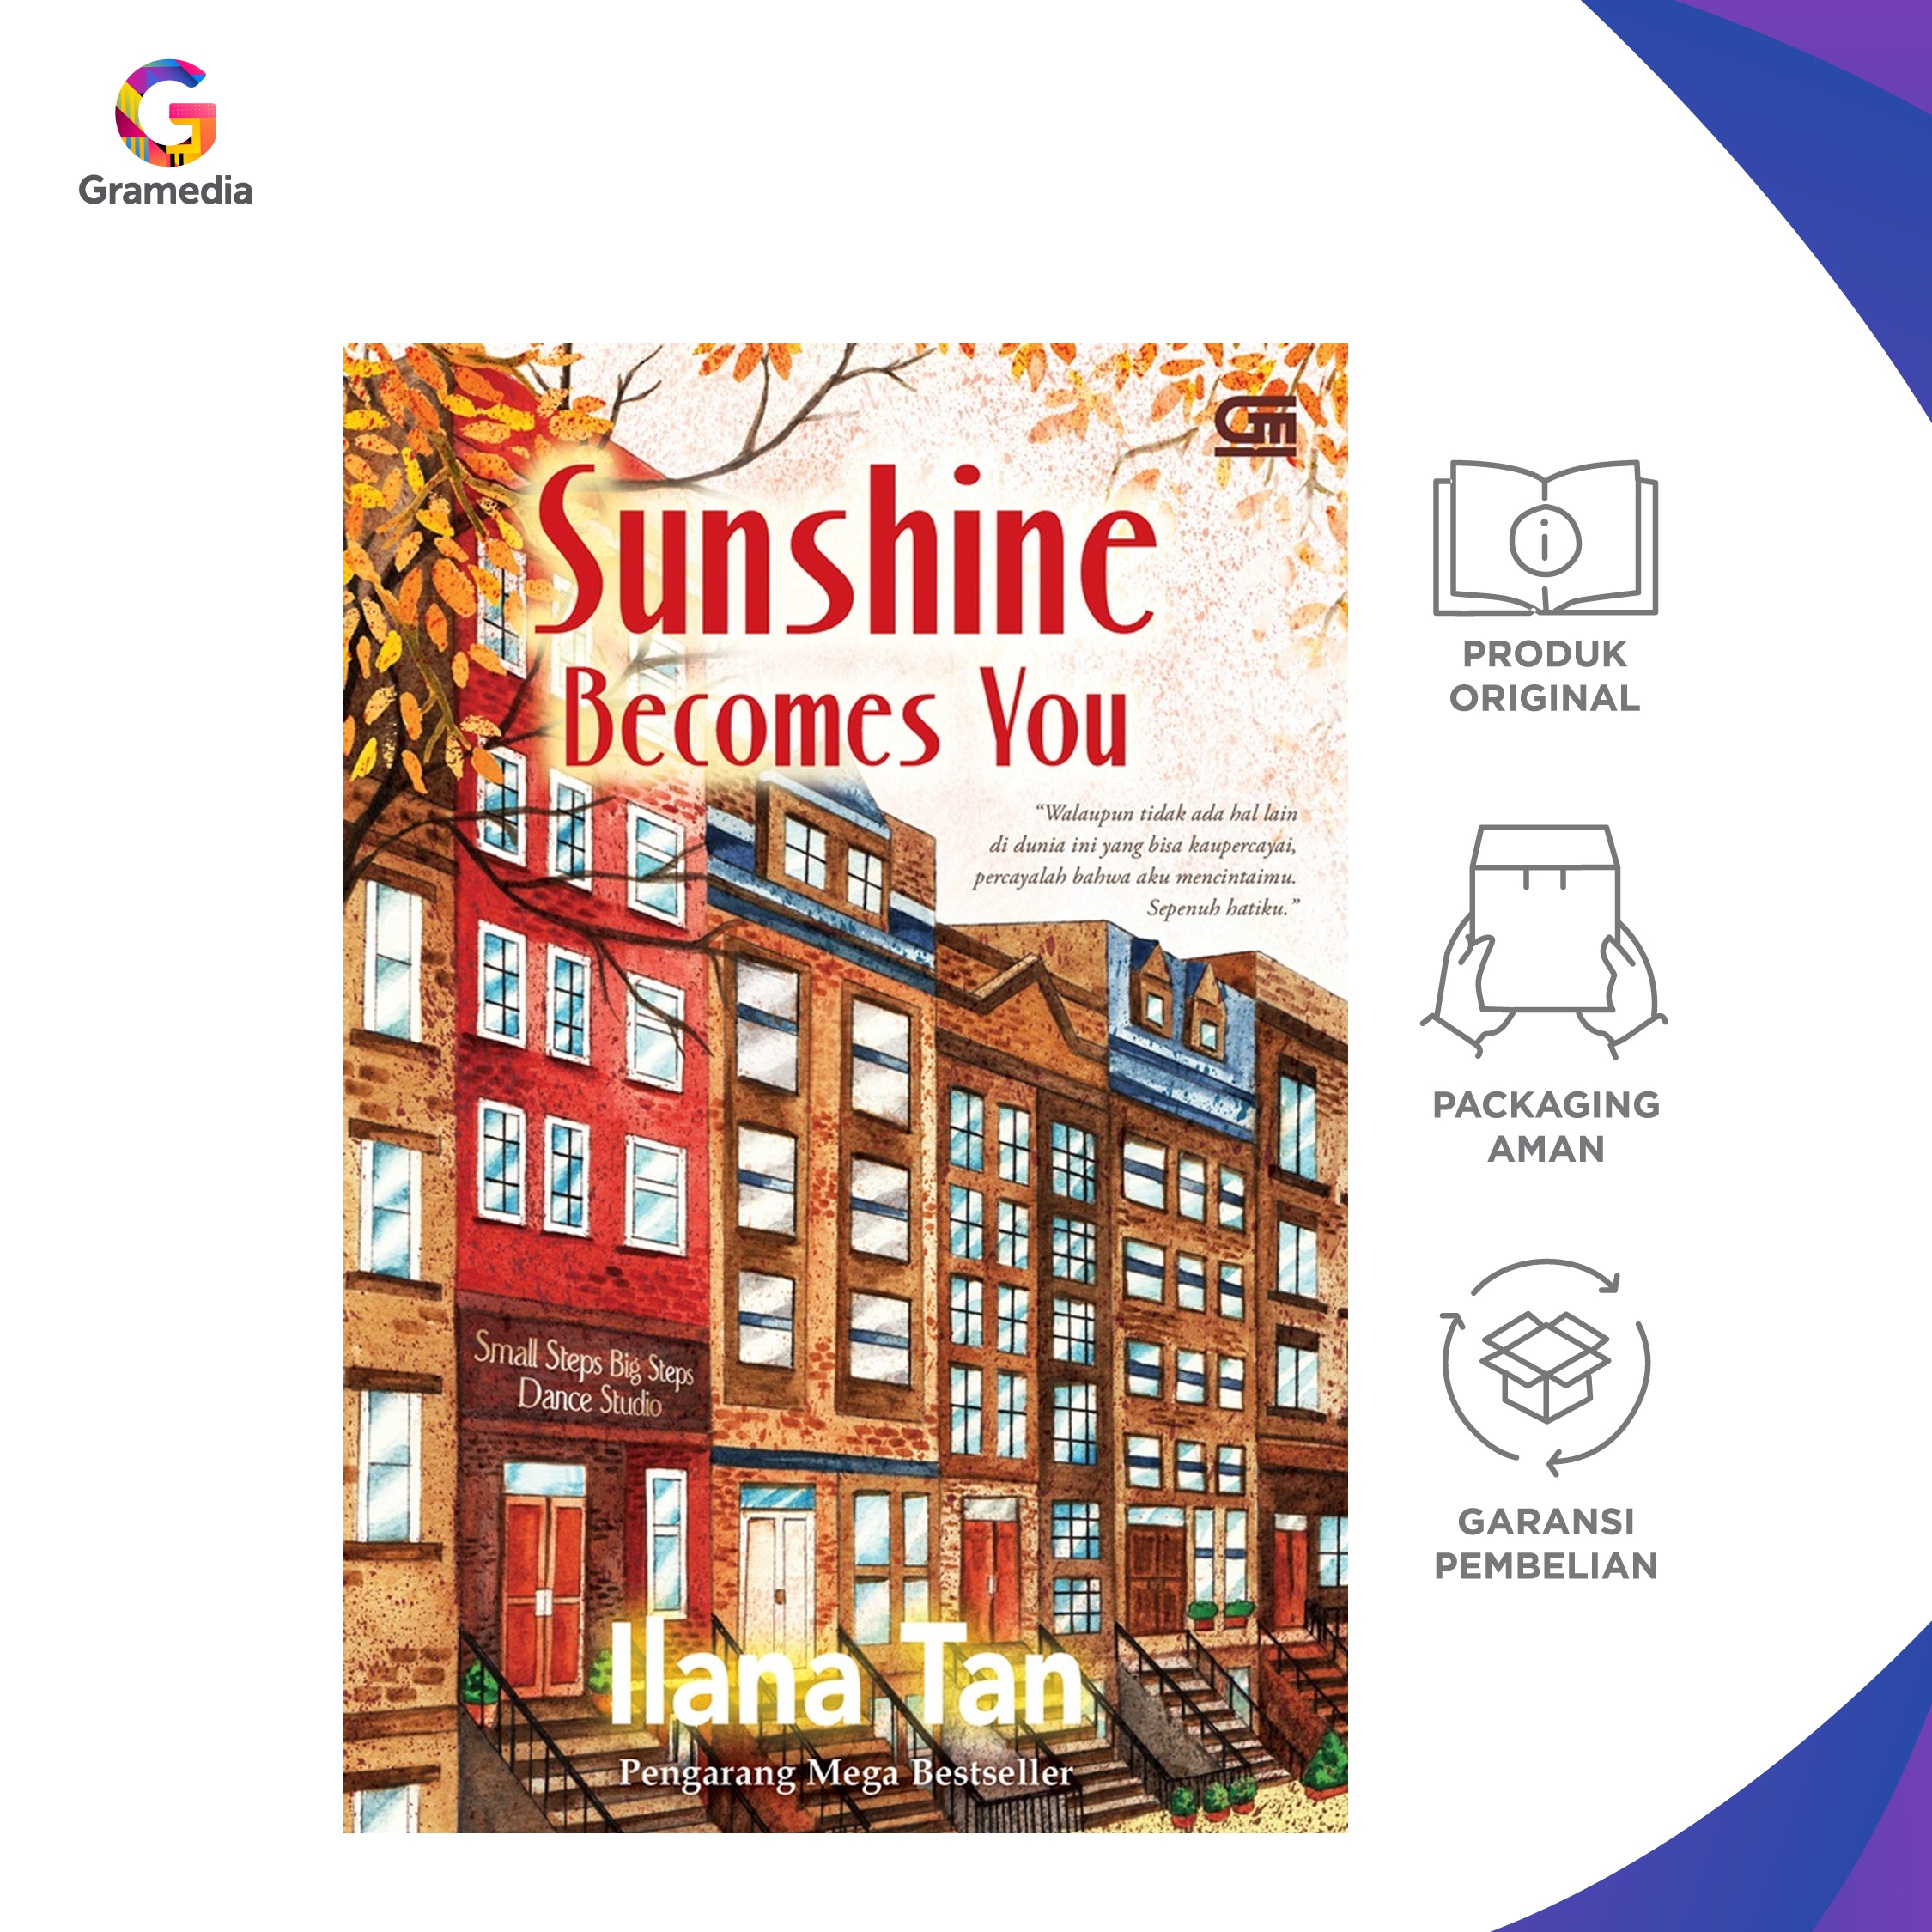 Gramedia
GM
Sunshine
Becomes You
“Walaupun tidak ada hal lain
di dunia ini yang bisa kaupercayai,
percayalah bahwa aku mencintaimu.
Sepenuh hatiku.”
Small Steps Big Steps
Dance Studio
Ilana Tan
Pengarang Mega Bestseller
PRODUK
ORIGINAL
PACKAGING
AMAN
GARANSI
PEMBELIAN